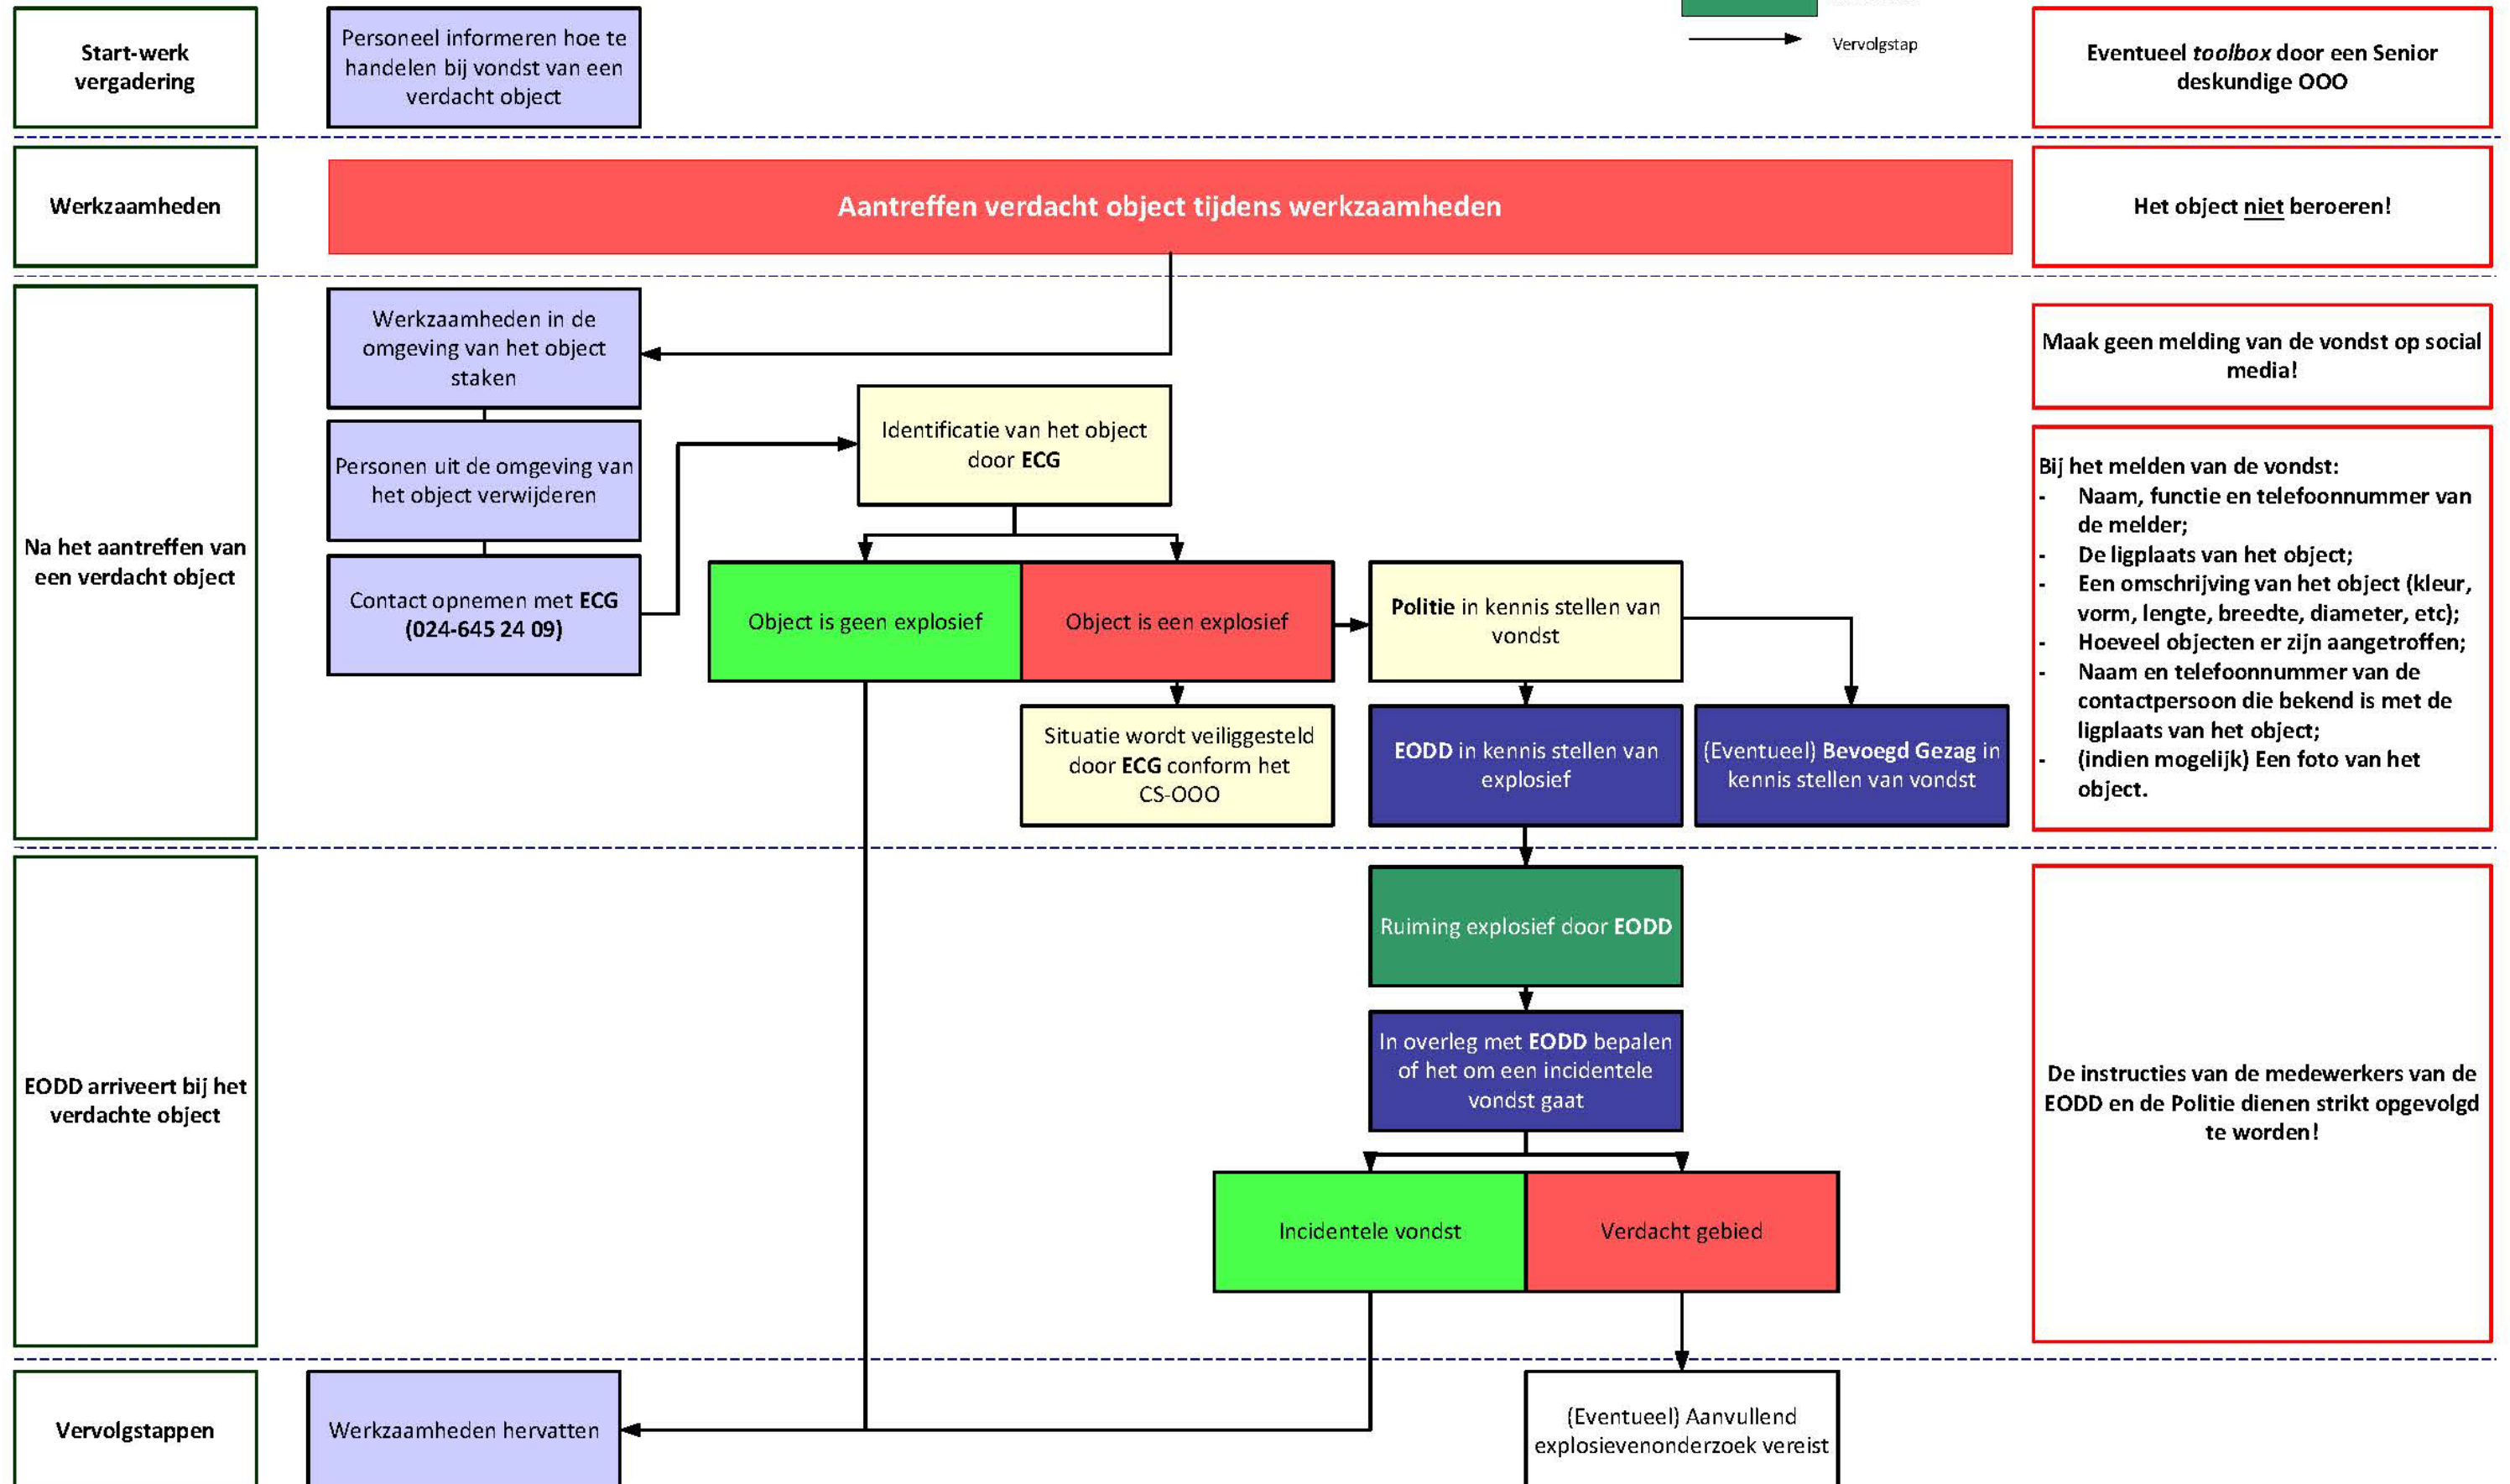 Start-werk
vergadering
Personeel informeren hoe te
handelen bij vondst van een
verdacht object
Vervolgstap
Eventueel toolbox door een Senior
deskundige OOO
Werkzaamheden
Aantreffen verdacht object tijdens werkzaamheden
Het object niet beroeren!
Na het aantreffen van
een verdacht object
Werkzaamheden in de
omgeving van het object
staken
Personen uit de omgeving van
het object verwijderen
Contact opnemen met ECG
(024-645 24 09)
Identificatie van het object
door ECG
Object is geen explosief
Object is een explosief
Situatie wordt veiliggesteld
door ECG conform het
CS-OOO
Politie in kennis stellen van
vondst
EODD in kennis stellen van
explosief
(Eventueel) Bevoegd Gezag in
kennis stellen van vondst
Maak geen melding van de vondst op social
media!
Bij het melden van de vondst:
- Naam, functie en telefoonnummer van
de melder;
- De ligplaats van het object;
- Een omschrijving van het object (kleur,
vorm, lengte, breedte, diameter, etc);
- Hoeveel objecten er zijn aangetroffen;
- Naam en telefoonnummer van de
contactpersoon die bekend is met de
ligplaats van het object;
- (indien mogelijk) Een foto van het
object.
EODD arriveert bij het
verdachte object
Ruiming explosief door EODD
In overleg met EODD bepalen
of het om een incidentele
vondst gaat
Incidentele vondst
Verdacht gebied
De instructies van de medewerkers van de
EODD en de Politie dienen strikt opgevolgd
te worden!
Vervolgstappen
Werkzaamheden hervatten
(Eventueel) Aanvullend
explosievenonderzoek vereist